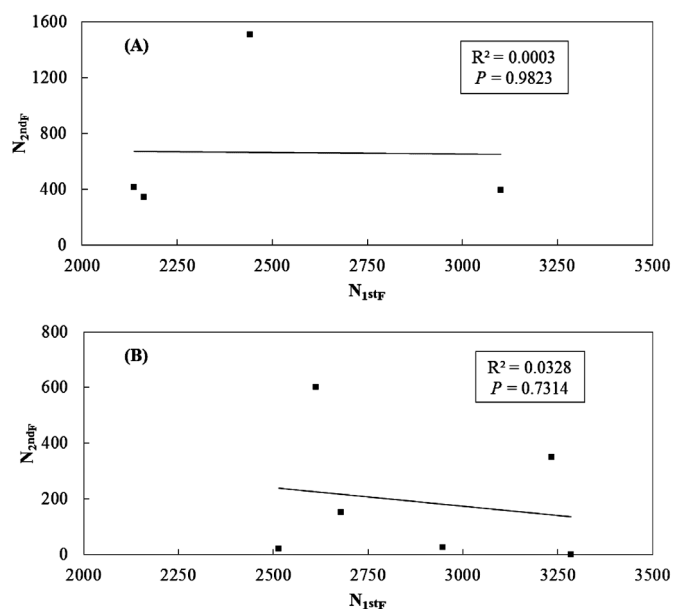 (A)
R² = 0.0003
P = 0.9823
N2ndF
1600
1200
800
400
0
2000 2250 2500 2750 3000 3250 3500
N1stF
(B)
R² = 0.0328
P = 0.7314
N2ndF
800
600
400
200
0
2000 2250 2500 2750 3000 3250 3500
N1stF